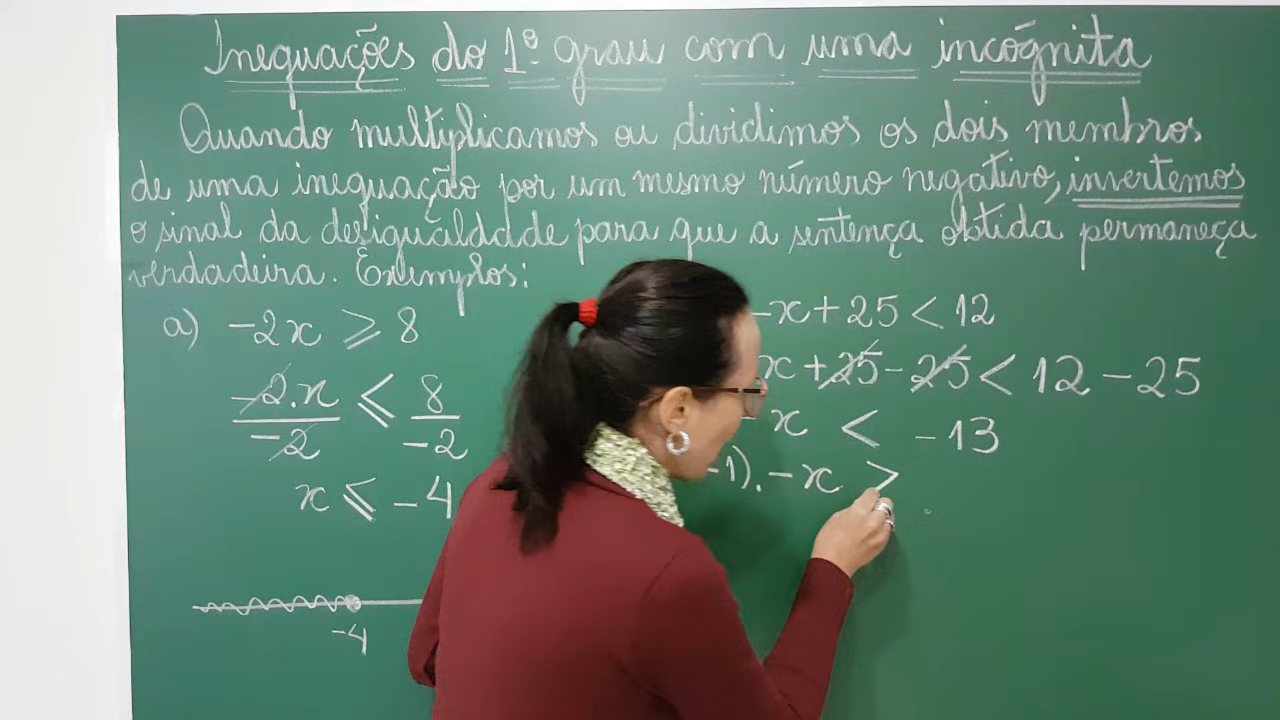 Inequações do 1º grau com uma incógnita
Quando multiplicamos ou dividimos os dois membros
de uma inequação por um mesmo número negativo, invertemos
o sinal da desigualdade para que a sentença obtida permaneça
verdadeira. Exemplos:
a) -2x ⩾ 8
-2.x/-2 ⩽ 8/-2
x ⩽ -4
-4
-x+25 < 12
x+25-25 < 12-25
-x < -13
-1).-x >